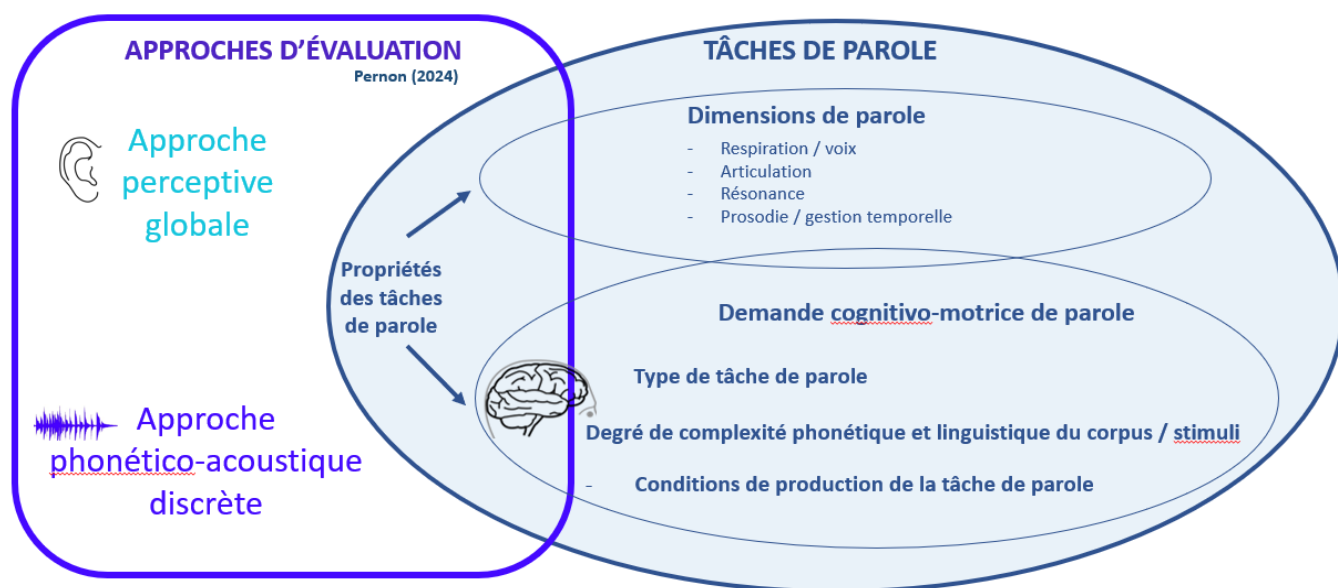 APPROCHES D'ÉVALUATION
Pernon (2024)
Approche
perceptive
globale
Approche
phonético-acoustique
discrète
TÂCHES DE PAROLE
Propriétés
des tâches
de parole
Dimensions de parole
- Respiration / voix
- Articulation
- Résonance
- Prosodie / gestion temporelle
Demande cognitivo-motrice de parole
Type de tâche de parole
Degré de complexité phonétique et linguistique du corpus / stimuli
- Conditions de production de la tâche de parole